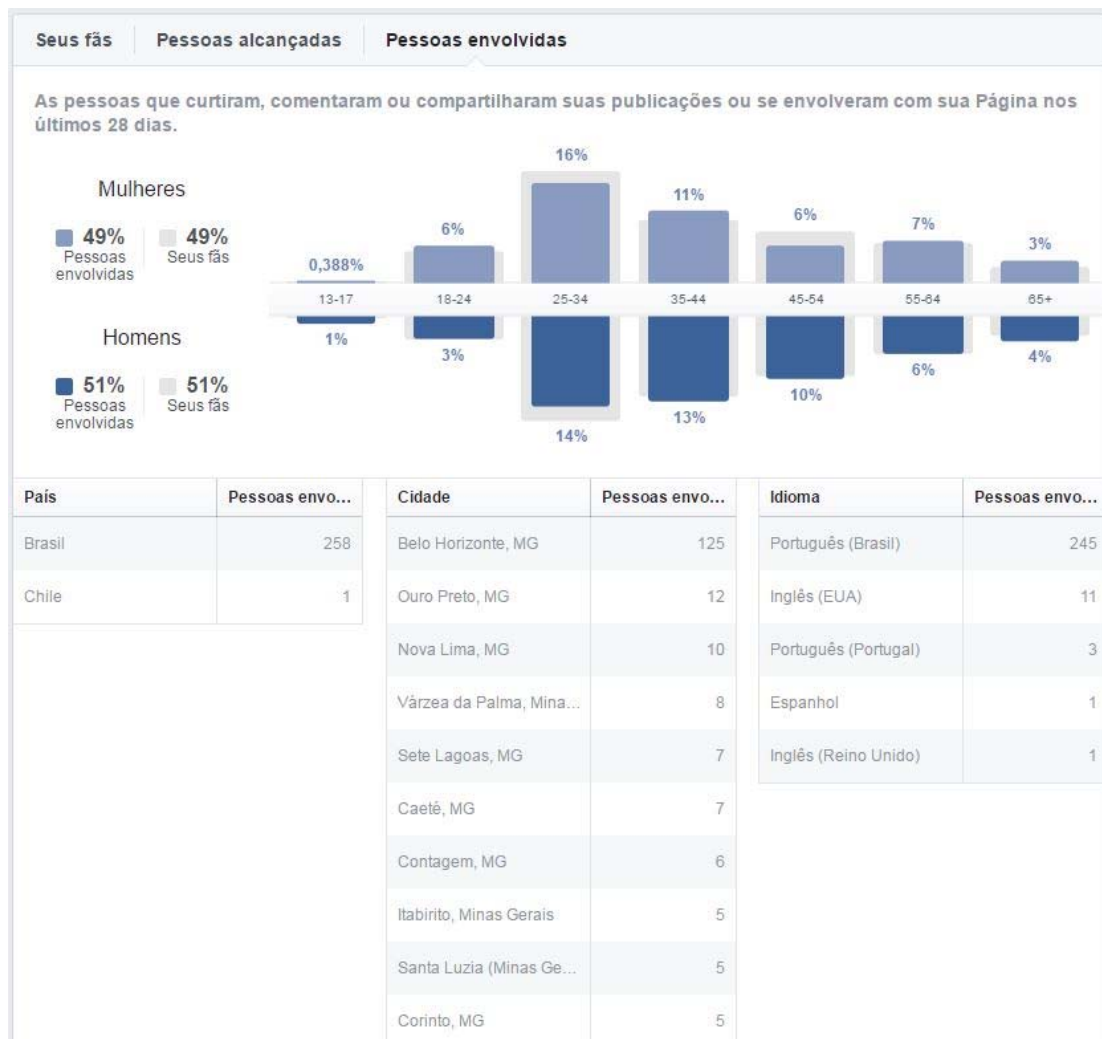 Seus fãs Pessoas alcançadas Pessoas envolvidas
As pessoas que curtiram, comentaram ou compartilharam suas publicações ou se envolveram com sua Página nos
últimos 28 dias.
Mulheres
49% Pessoas envolvidas
49% Seus fãs
0,388% 6% 16% 11% 6% 7% 3%
13-17 18-24 25-34 35-44 45-54 55-64 65+
Homens
51% Pessoas envolvidas
51% Seus fãs
1% 3% 14% 13% 10% 6% 4%
País Pessoas envo...
Brasil 258
Chile 1
Cidade Pessoas envo...
Belo Horizonte, MG 125
Ouro Preto, MG 12
Nova Lima, MG 10
Várzea da Palma, Mina... 8
Sete Lagoas, MG 7
Caeté, MG 7
Contagem, MG 6
Itabirito, Minas Gerais 5
Santa Luzia (Minas Ge... 5
Corinto, MG 5
Idioma Pessoas envo...
Português (Brasil) 245
Inglês (EUA) 11
Português (Portugal) 3
Espanhol 1
Inglês (Reino Unido) 1